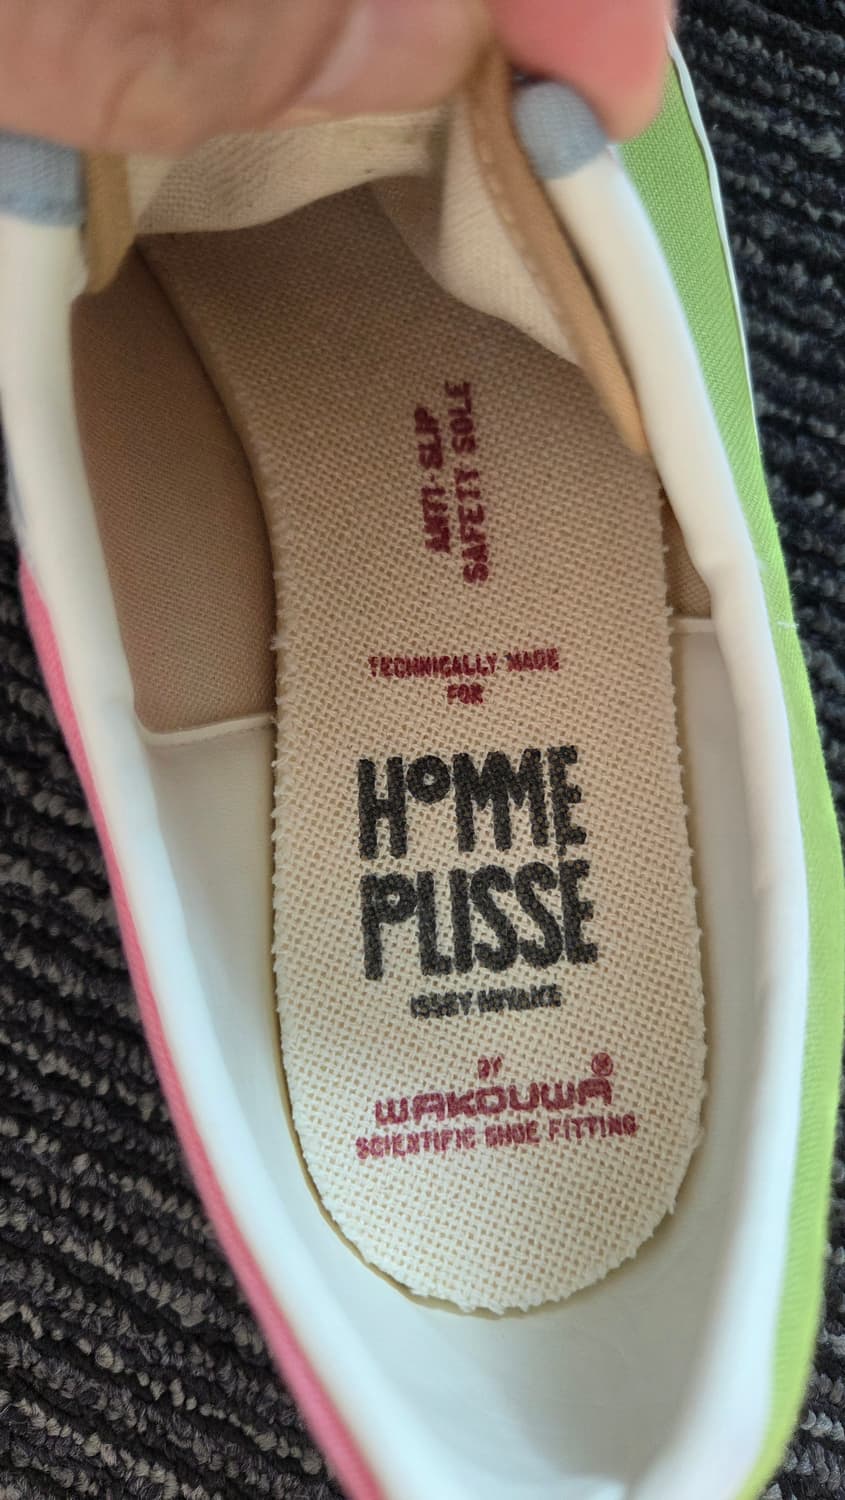 ANTI-SLIP
SAFETY SOLE
TECHNICALLY MADE
FOR
HOMME
PLISSE
ISSEY MIYAKE
BY
WAKOUWA®
SCIENTIFIC SHOE FITTING